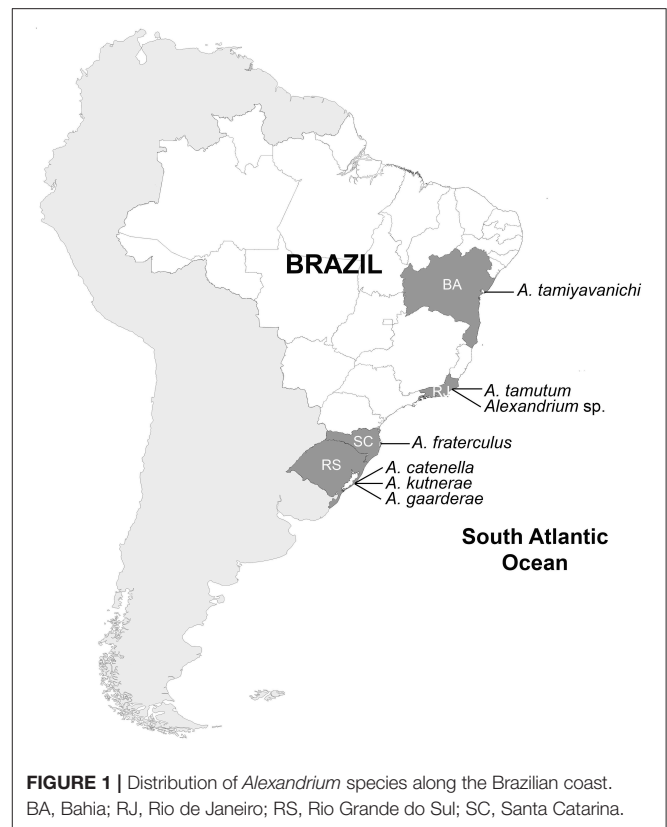 BRAZIL
BA
A. tamiyavanichi
RJ
A. tamutum
Alexandrium sp.
SC
A. fraterculus
RS
A. catenella
A. kutnerae
A. gaarderae
South Atlantic
Ocean
FIGURE 1 | Distribution of Alexandrium species along the Brazilian coast.
BA, Bahia; RJ, Rio de Janeiro; RS, Rio Grande do Sul; SC, Santa Catarina.